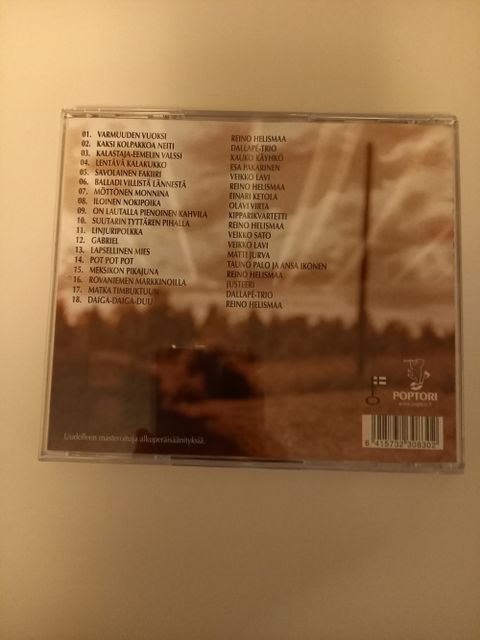 01. VARMUUDEN VUOKSI REINO HELISMAA
02. KAKSI KOLPAKKOA NEITI DALLAPÉ-TRIO
03. KALASTAJA-EEMELIN VALSSI KAUKO KÄYHKÖ
04. LENTÄVÄ KALAKUKKO ESA PAKARINEN
05. SAVOLAINEN FAKIIRI VEIKKO LAVI
06. BALLADI VILLISTÄ LÄNNESTÄ REINO HELISMAA
07. MÖTTÖNEN MONNINA EINARI KETOLA
08. ILOINEN NOKIPOIKA OLAVI VIRTA
09. ON LAUTALLA PIENOINEN KAHVILA KIPPARIKVARTETTI
10. SUUTARIN TYTTÄREN PIHALLA REINO HELISMAA
11. LINJURIPOLKKA VEIKKO SATO
12. GABRIEL VEIKKO LAVI
13. LAPSELLINEN MIES MATTI JURVA
14. POT POT POT TAUNO PALO JA ANSA IKONEN
15. MEKSIKON PIKAJUNA REINO HELISMAA
16. ROVANIEMEN MARKKINOILLA JUSTEERI
17. MATKA TIMBUKTUUN DALLAPÉ-TRIO
18. DAIGA-DAIGA-DUU REINO HELISMAA
POPTORI
Uudelleen masteroituja alkuperäisäänityksiä.
6 415732 308302